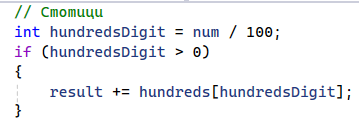 // Стотици
int hundredsDigit = num / 100;
if (hundredsDigit > 0)
{
    result += hundreds[hundredsDigit];
}